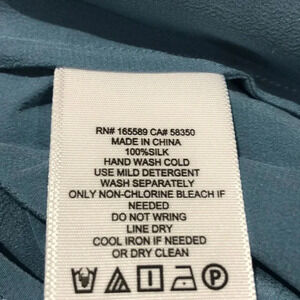 RN# 165589 CA# 58350
MADE IN CHINA
100%SILK
HAND WASH COLD
USE MILD DETERGENT
WASH SEPARATELY
ONLY NON-CHLORINE BLEACH IF
NEEDED
DO NOT WRING
LINE DRY
COOL IRON IF NEEDED
OR DRY CLEAN
P